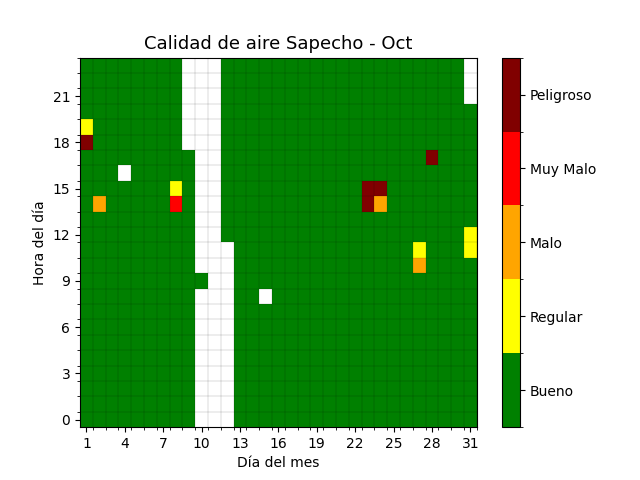 Calidad de aire Sapecho - Oct
Hora del día
21
18
15
12
9
6
3
0
1 4 7 10 13 16 19 22 25 28 31
Día del mes
Peligroso
Muy Malo
Malo
Regular
Bueno